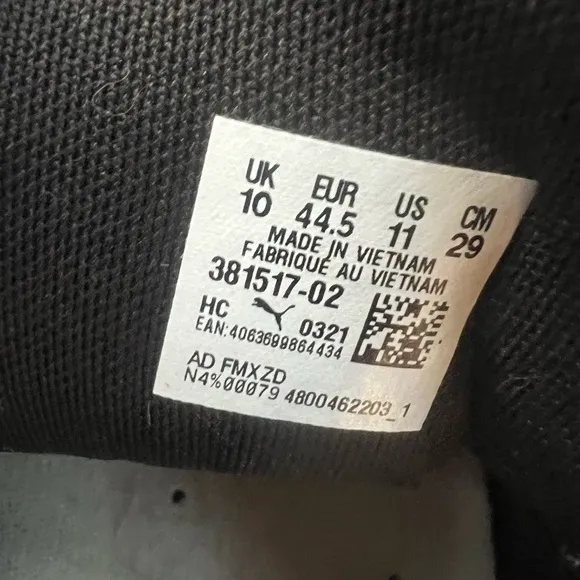 UK EUR US CM
10 44.5 11 29
MADE IN VIETNAM
FABRIQUÉ AU VIETNAM
381517-02
HC 0321
EAN:4063699864434
AD FMXZD
N4%00079 4800462203_1